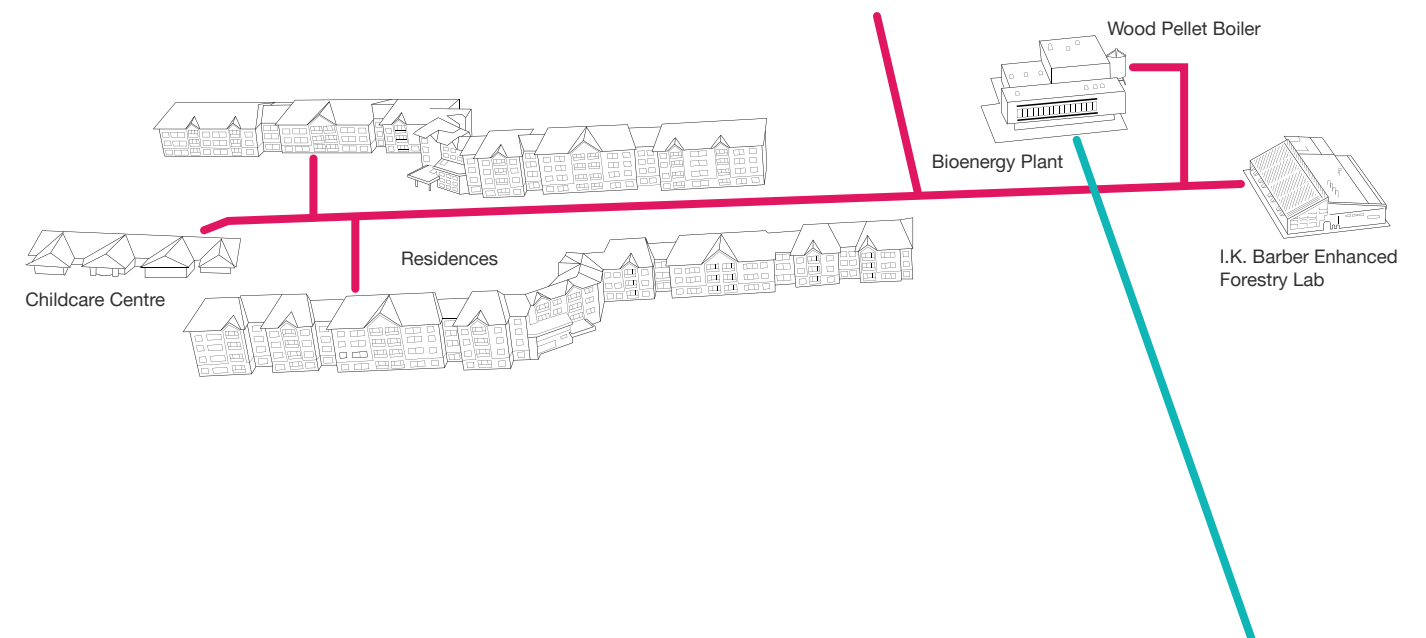 Wood Pellet Boiler
Bioenergy Plant
Residences
I.K. Barber Enhanced
Forestry Lab
Childcare Centre